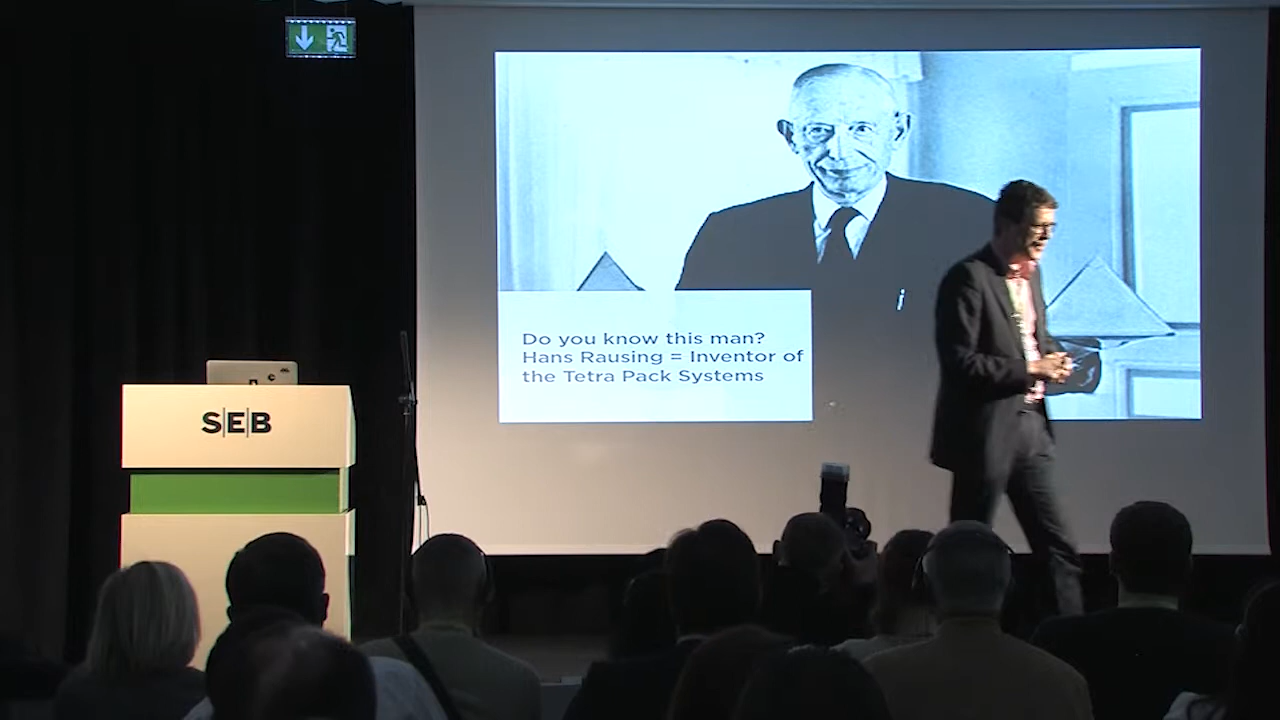 Do you know this man?
Hans Rausing = Inventor of
the Tetra Pack Systems
SEB